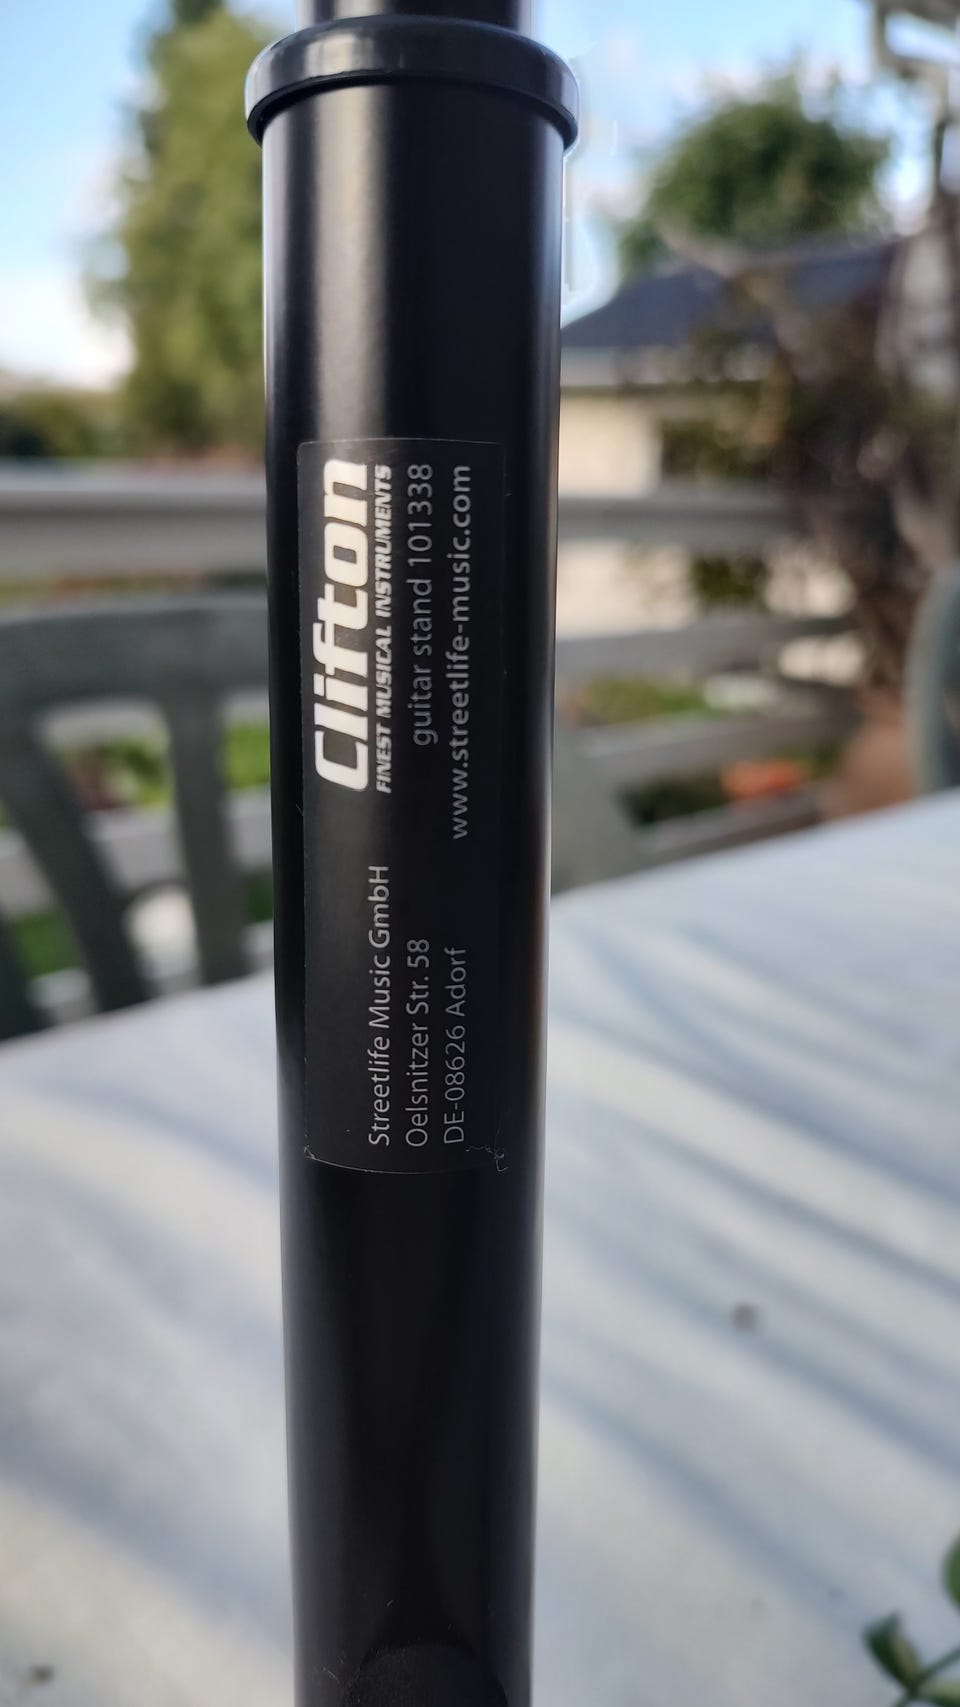 Clifton
FINEST MUSICAL INSTRUMENTS
guitar stand 101338
www.streetlife-music.com
Streetlife Music GmbH
Oelsnitzer Str. 58
DE-08626 Adorf